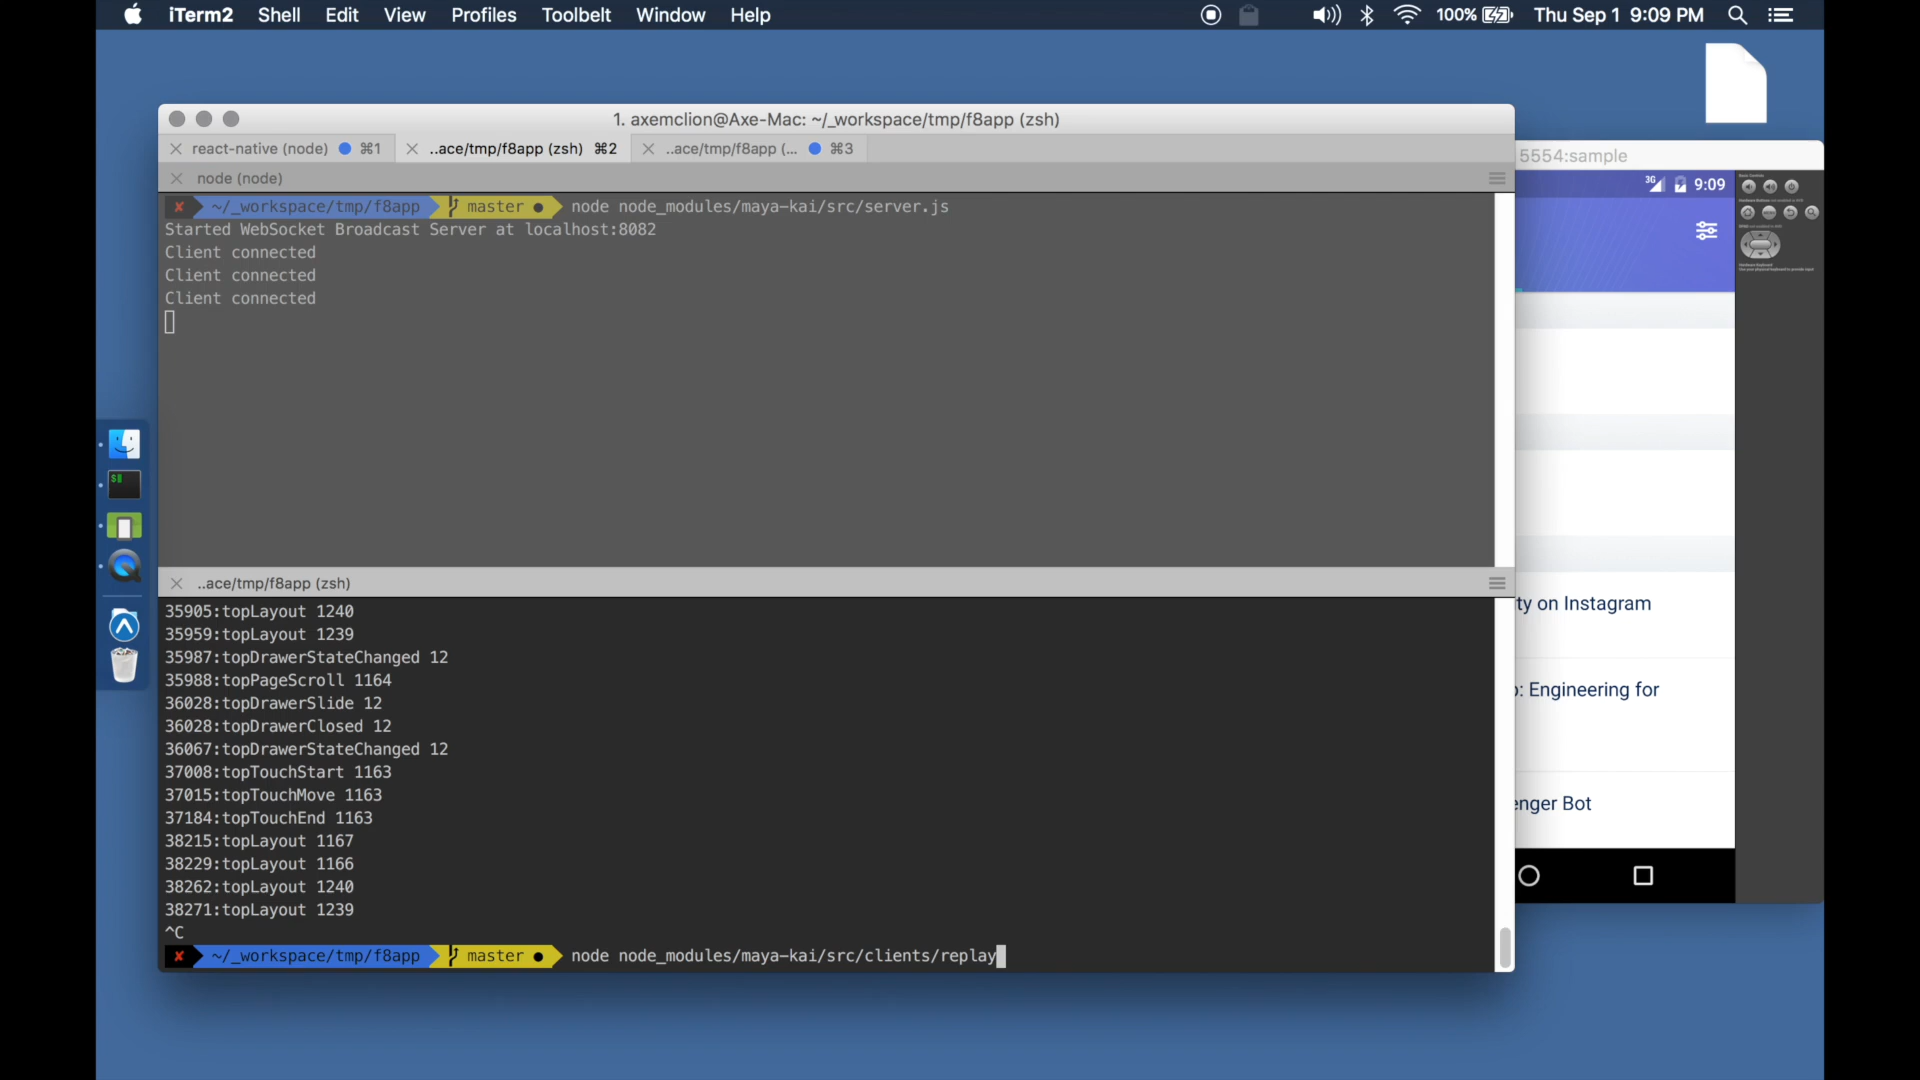 iTerm2 Shell Edit View Profiles Toolbelt Window Help 100% Thu Sep 1 9:09 PM
1. axemclion@Axe-Mac: ~/_workspace/tmp/f8app (zsh)
react-native (node) ⌘1 ..ace/tmp/f8app (zsh) ⌘2 ..ace/tmp/f8app (... ⌘3
5554:sample
node (node)
3G 9:09
✘ ~/_workspace/tmp/f8app master ● node node_modules/maya-kai/src/server.js
Started WebSocket Broadcast Server at localhost:8082
Client connected
Client connected
Client connected
..ace/tmp/f8app (zsh)
35905:topLayout 1240
35959:topLayout 1239
35987:topDrawerStateChanged 12
35988:topPageScroll 1164
36028:topDrawerSlide 12
36028:topDrawerClosed 12
36067:topDrawerStateChanged 12
37008:topTouchStart 1163
37015:topTouchMove 1163
37184:topTouchEnd 1163
38215:topLayout 1167
38229:topLayout 1166
38262:topLayout 1240
38271:topLayout 1239
^C
✘ ~/_workspace/tmp/f8app master ● node node_modules/maya-kai/src/clients/replay
ty on Instagram
: Engineering for
enger Bot